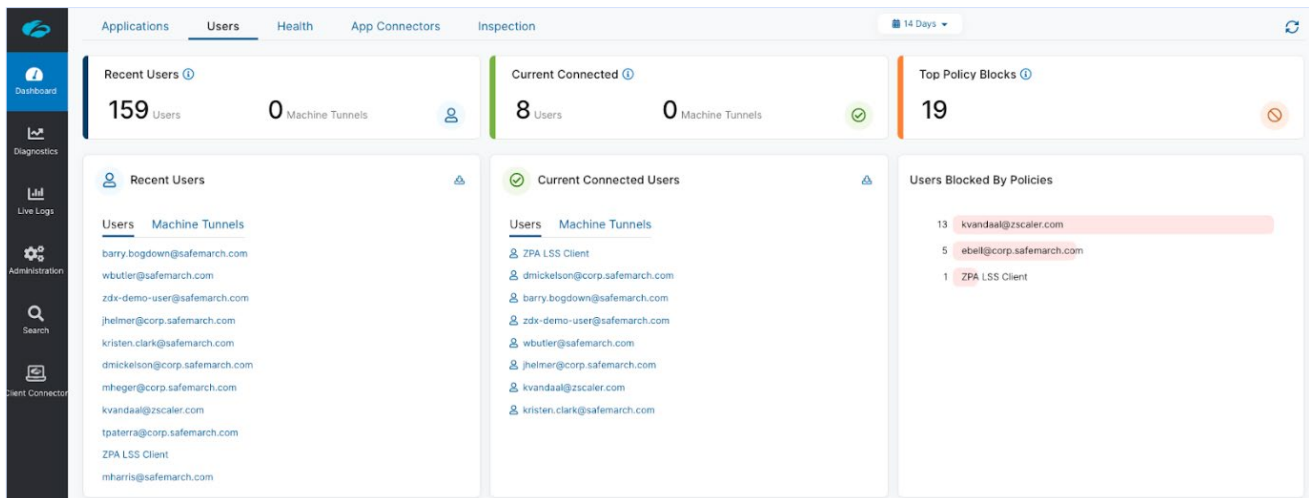 Applications Users Health App Connectors Inspection 14 Days
Dashboard
Diagnostics
Live Logs
Administration
Search
Client Connector
Recent Users
159 Users 0 Machine Tunnels
Current Connected
8 Users 0 Machine Tunnels
Top Policy Blocks
19
Recent Users
Users Machine Tunnels
barry.bogdown@safemarch.com
wbutler@safemarch.com
zdx-demo-user@safemarch.com
jhelmer@corp.safemarch.com
kristen.clark@safemarch.com
dmickelson@corp.safemarch.com
mheger@corp.safemarch.com
kvandaal@zscaler.com
tpaterra@corp.safemarch.com
ZPA LSS Client
mharris@safemarch.com
Current Connected Users
Users Machine Tunnels
ZPA LSS Client
dmickelson@corp.safemarch.com
barry.bogdown@safemarch.com
zdx-demo-user@safemarch.com
wbutler@safemarch.com
jhelmer@corp.safemarch.com
kvandaal@zscaler.com
kristen.clark@safemarch.com
Users Blocked By Policies
13 kvandaal@zscaler.com
5 ebell@corp.safemarch.com
1 ZPA LSS Client